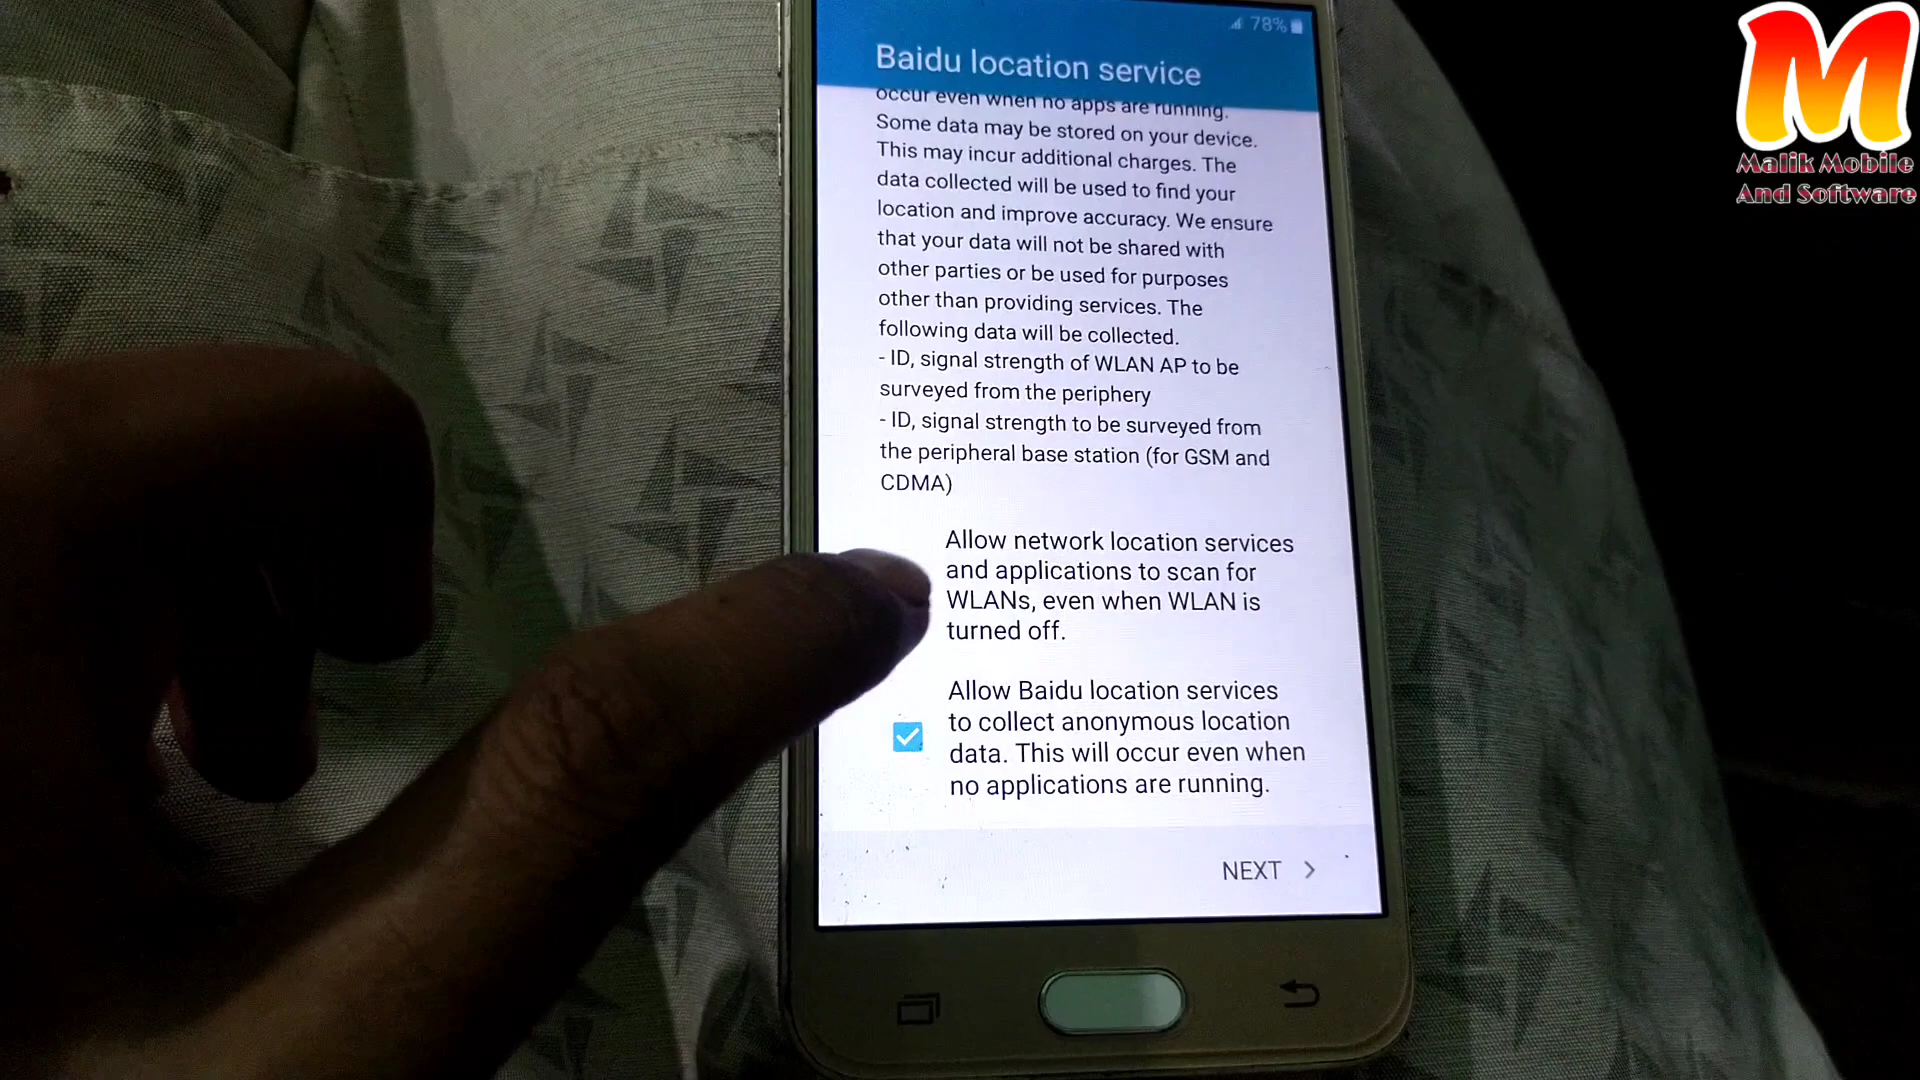 78%
Baidu location service
occur even when no apps are running.
Some data may be stored on your device.
This may incur additional charges. The
data collected will be used to find your
location and improve accuracy. We ensure
that your data will not be shared with
other parties or be used for purposes
other than providing services. The
following data will be collected.
- ID, signal strength of WLAN AP to be
surveyed from the periphery
- ID, signal strength to be surveyed from
the peripheral base station (for GSM and
CDMA)
Allow network location services
and applications to scan for
WLANs, even when WLAN is
turned off.
Allow Baidu location services
to collect anonymous location
data. This will occur even when
no applications are running.
NEXT >
M
Malik Mobile
And Software